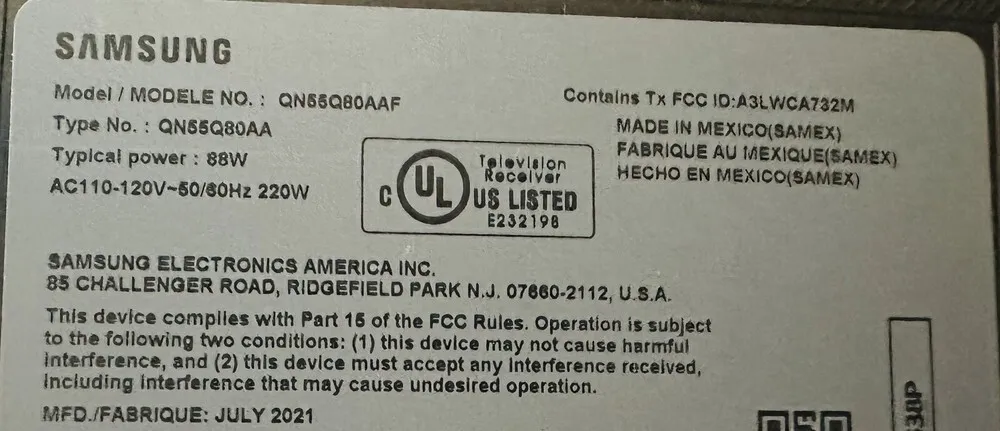 SAMSUNG
Model / MODELE NO. : QN55Q80AAF
Type No. : QN55Q80AA
Typical power : 88W
AC110-120V~50/60Hz 220W
Contains Tx FCC ID:A3LWCA732M
MADE IN MEXICO(SAMEX)
FABRIQUE AU MEXIQUE(SAMEX)
HECHO EN MEXICO(SAMEX)
C UL US LISTED
Television
Receiver
E232198
SAMSUNG ELECTRONICS AMERICA INC.
85 CHALLENGER ROAD, RIDGEFIELD PARK N.J. 07660-2112, U.S.A.
This device complies with Part 15 of the FCC Rules. Operation is subject
to the following two conditions: (1) this device may not cause harmful
interference, and (2) this device must accept any interference received,
including interference that may cause undesired operation.
MFD./FABRIQUE: JULY 2021